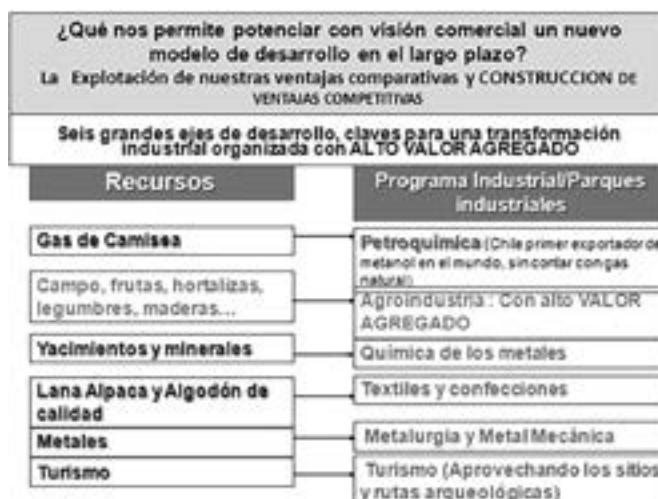 ¿Qué nos permite potenciar con visión comercial un nuevo
modelo de desarrollo en el largo plazo?
La Explotación de nuestras ventajas comparativas y CONSTRUCCION DE
VENTAJAS COMPETITIVAS
Seis grandes ejes de desarrollo, claves para una transformación
industrial organizada con ALTO VALOR AGREGADO
Recursos
Programa Industrial/Parques
industriales
Gas de Camisea
Petroquímica (Chile primer exportador de
metanol en el mundo, sin contar con gas
natural)
Campo, frutas, hortalizas,
legumbres, maderas...
Agroindustria : Con alto VALOR
AGREGADO
Yacimientos y minerales
Química de los metales
Lana Alpaca y Algodón de
calidad
Textiles y confecciones
Metales
Metalurgia y Metal Mecánica
Turismo
Turismo (Aprovechando los sitios
y rutas arqueológicas)